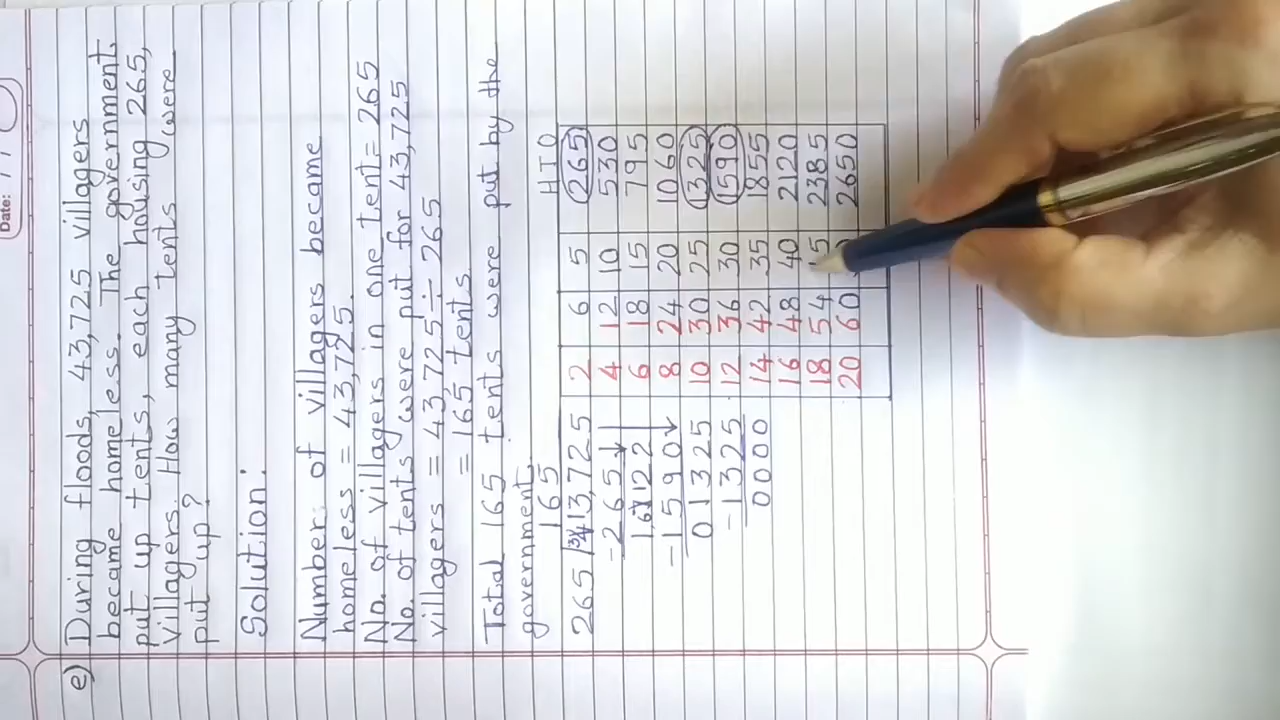 Date:
e) During floods, 43,725 villagers
became homeless. The government
put up tents, each housing 265,
villagers. How many tents were
put up?
Solution:
Number of villagers became
homeless = 43,725.
No. of villagers in one tent = 265
No. of tents were put for 43,725
villagers = 43,725 ÷ 265
= 165 tents.
Total 165 tents were put by the
government.
165
265 43,725
-265
1722
-1590
01325
-1325
0000
H T O
2 6 5 265
4 12 10 530
6 18 15 795
8 24 20 1060
10 30 25 1325
12 36 30 1590
14 42 35 1855
16 48 40 2120
18 54 2385
20 60 2650